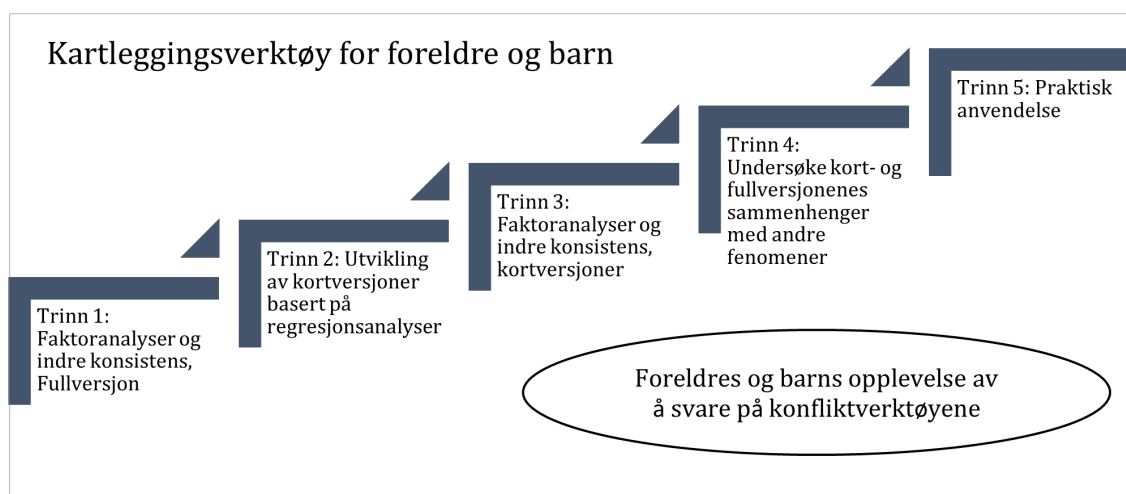 Kartleggingsverktøy for foreldre og barn
Trinn 1:
Faktoranalyser og
indre konsistens,
Fullversjon
Trinn 2: Utvikling
av kortversjoner
basert på
regresjonsanalyser
Trinn 3:
Faktoranalyser og
indre konsistens,
kortversjoner
Trinn 4:
Undersøke kort- og
fullversjonenes
sammenhenger
med andre
fenomener
Trinn 5: Praktisk
anvendelse
Foreldres og barns opplevelse av
å svare på konfliktverktøyene